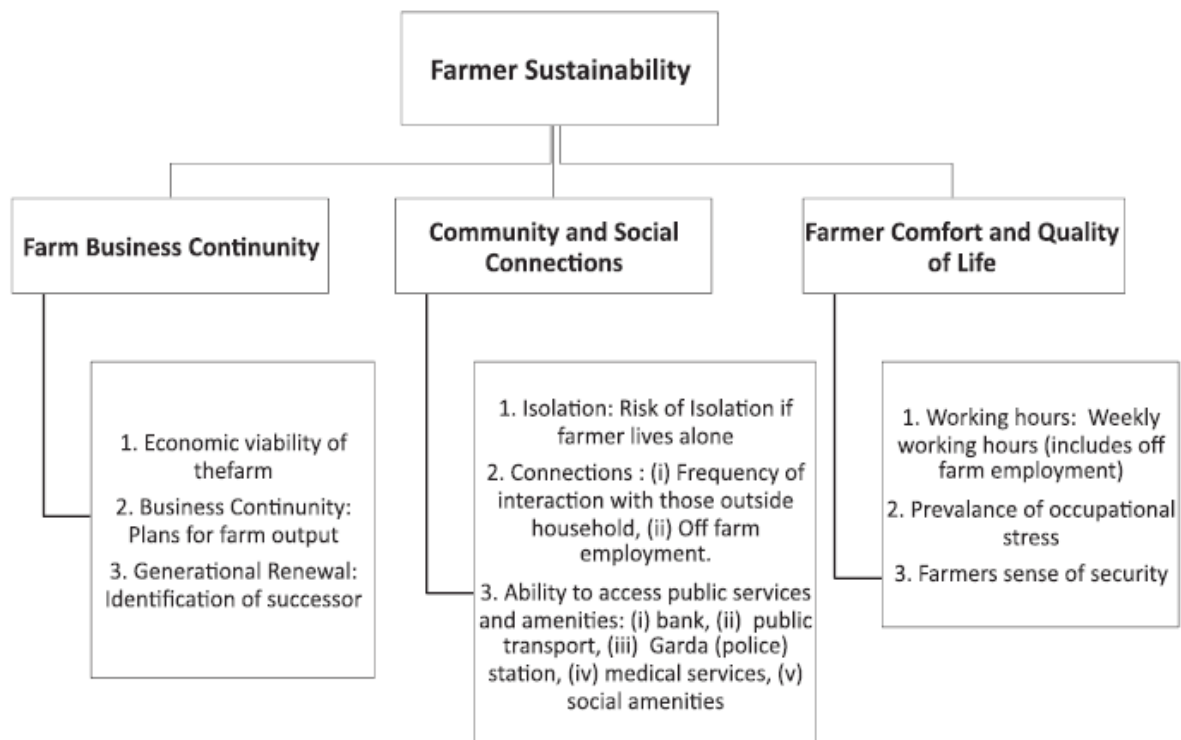 Farmer Sustainability
Farm Business Continunity
Community and Social
Connections
Farmer Comfort and Quality
of Life
1. Economic viability of
thefarm
2. Business Continunity:
Plans for farm output
3. Generational Renewal:
Identification of successor
1. Isolation: Risk of Isolation if
farmer lives alone
2. Connections : (i) Frequency of
interaction with those outside
household, (ii) Off farm
employment.
3. Ability to access public services
and amenities: (i) bank, (ii) public
transport, (iii) Garda (police)
station, (iv) medical services, (v)
social amenities
1. Working hours: Weekly
working hours (includes off
farm employment)
2. Prevalance of occupational
stress
3. Farmers sense of security